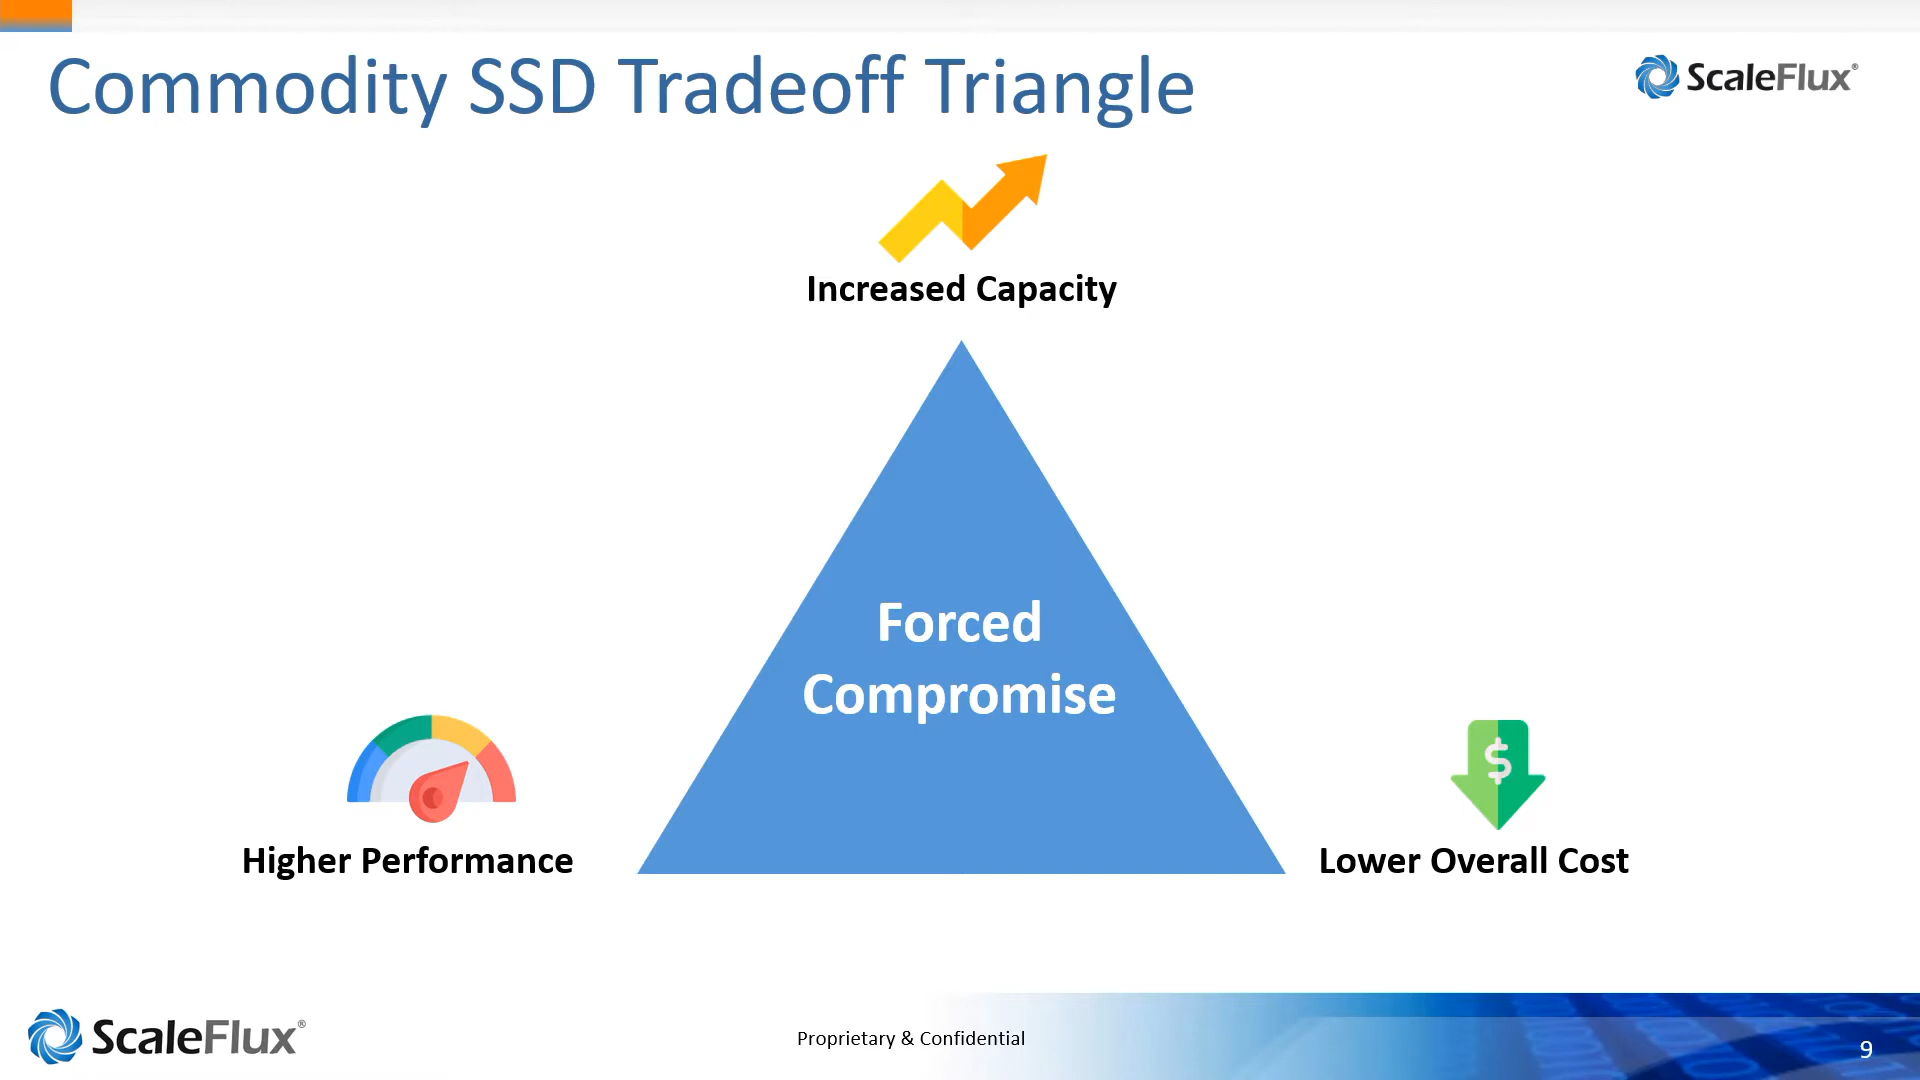 Commodity SSD Tradeoff Triangle
ScaleFlux®
Increased Capacity
Forced
Compromise
$
Higher Performance
Lower Overall Cost
ScaleFlux®
Proprietary & Confidential
9